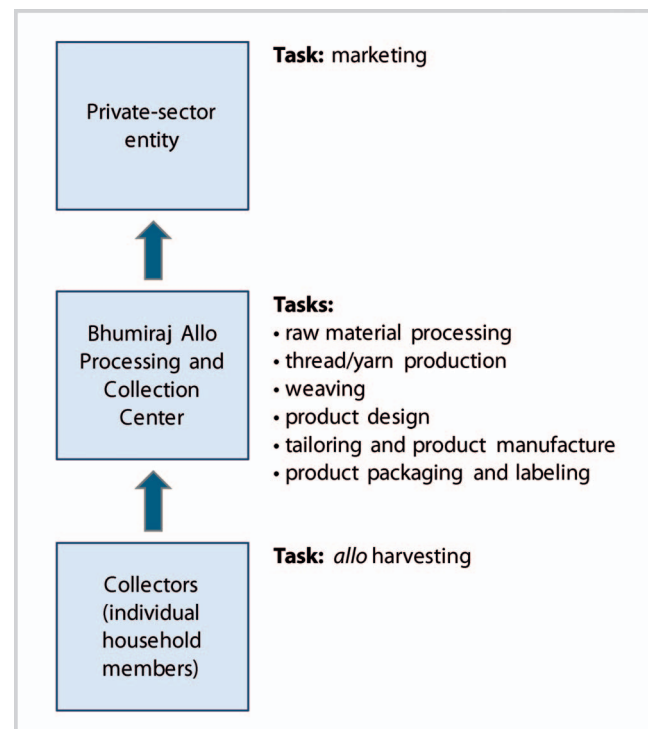 Private-sector
entity
Task: marketing
Bhumiraj Allo
Processing and
Collection
Center
Tasks:
• raw material processing
• thread/yarn production
• weaving
• product design
• tailoring and product manufacture
• product packaging and labeling
Collectors
(individual
household
members)
Task: allo harvesting